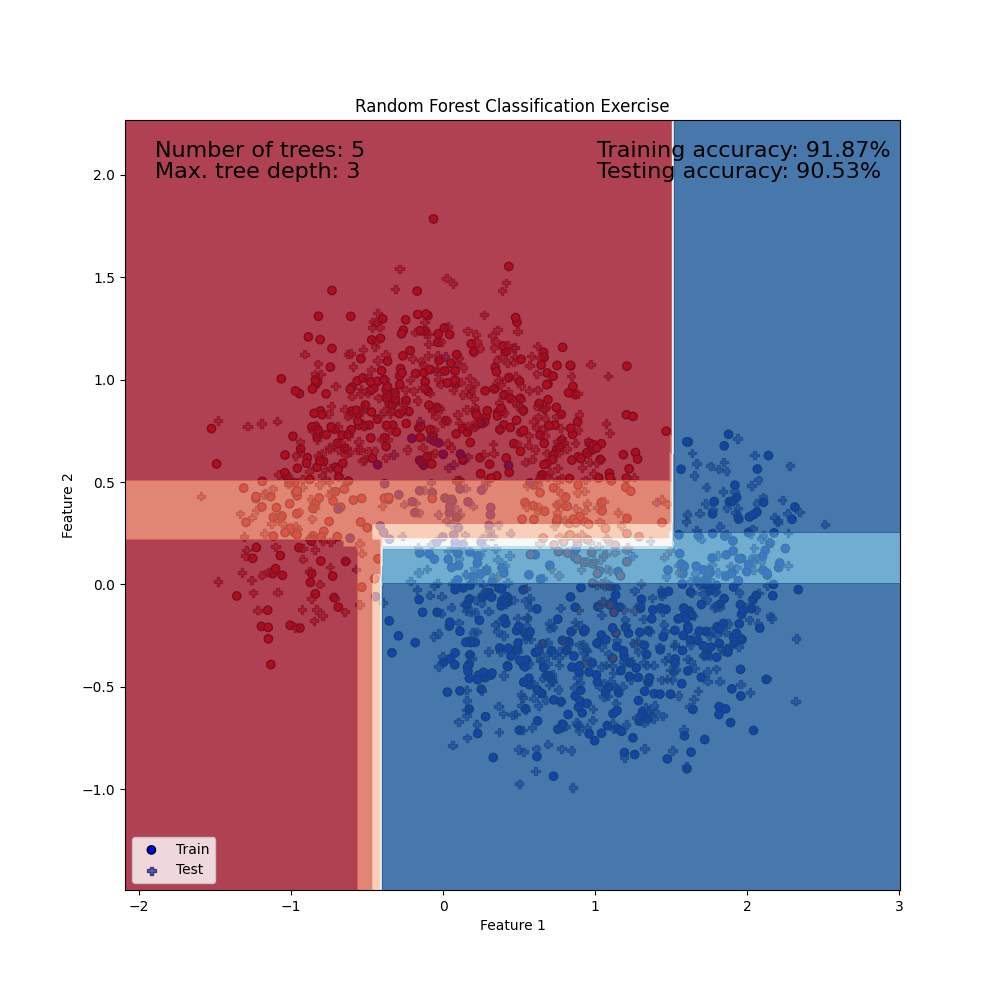 Random Forest Classification Exercise
Number of trees: 5
Max. tree depth: 3
Training accuracy: 91.87%
Testing accuracy: 90.53%
Feature 2
2.0
1.5
1.0
0.5
0.0
−0.5
−1.0
Train
Test
−2
−1
0
1
2
3
Feature 1